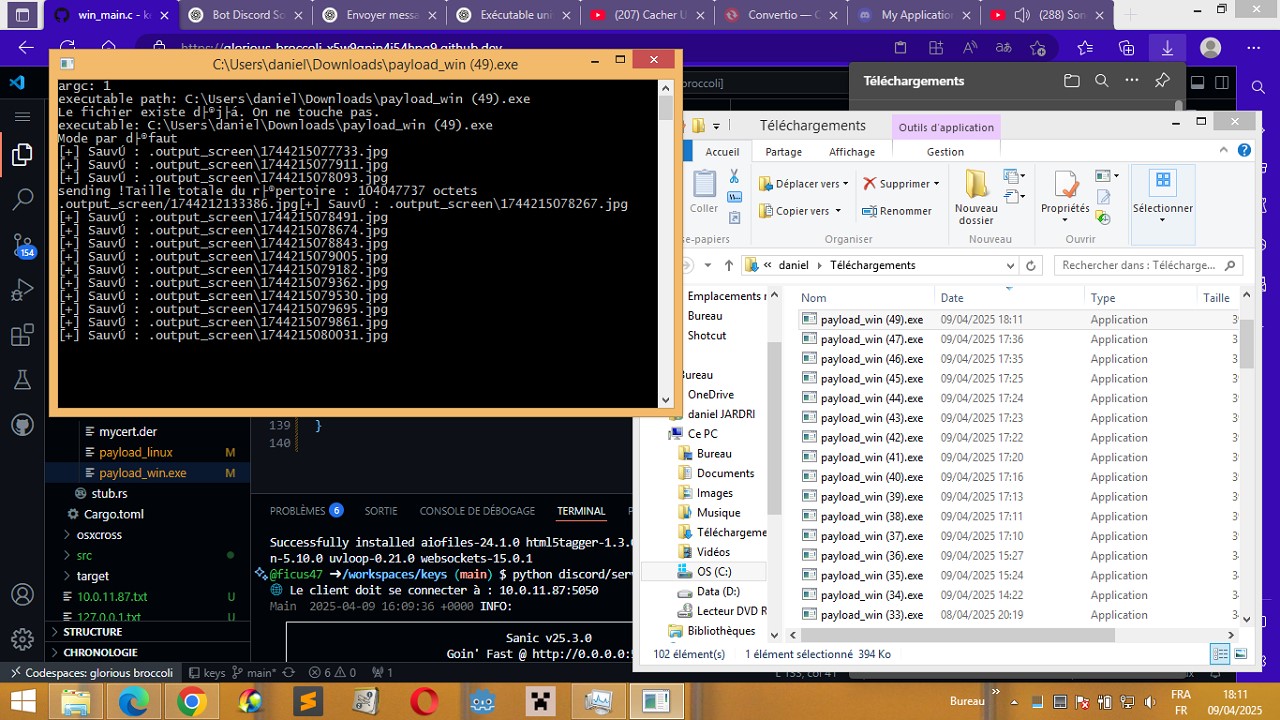 win_main.c - ke
Bot Discord So
Envoyer messa
Exécutable uni
(207) Cacher U
Convertio — C
My Application
(288) Son
https://glorious-broccoli-x5w9qpjp4j54hpg9.github.dev
C:\Users\daniel\Downloads\payload_win (49).exe
argc: 1
executable path: C:\Users\daniel\Downloads\payload_win (49).exe
Le fichier existe d├®j├á. On ne touche pas.
executable: C:\Users\daniel\Downloads\payload_win (49).exe
Mode par d├®faut
[+] SauvÚ : .output_screen\1744215077733.jpg
[+] SauvÚ : .output_screen\1744215077911.jpg
[+] SauvÚ : .output_screen\1744215078093.jpg
sending !Taille totale du r├®pertoire : 104047737 octets
.output_screen/1744212133386.jpg[+] SauvÚ : .output_screen\1744215078267.jpg
[+] SauvÚ : .output_screen\1744215078491.jpg
[+] SauvÚ : .output_screen\1744215078674.jpg
[+] SauvÚ : .output_screen\1744215078843.jpg
[+] SauvÚ : .output_screen\1744215079005.jpg
[+] SauvÚ : .output_screen\1744215079182.jpg
[+] SauvÚ : .output_screen\1744215079362.jpg
[+] SauvÚ : .output_screen\1744215079530.jpg
[+] SauvÚ : .output_screen\1744215079695.jpg
[+] SauvÚ : .output_screen\1744215079861.jpg
[+] SauvÚ : .output_screen\1744215080031.jpg
Téléchargements
oli]
Téléchargements
Outils d'application
Accueil
Partage
Affichage
Gestion
Coller
Déplacer vers
Copier vers
Supprimer
Renommer
Nouveau
dossier
Propriétés
Sélectionner
se-papiers
Organiser
Nouveau
Ouvrir
« daniel
Téléchargements
Rechercher dans : Télécharge...
Emplacements r
Bureau
Shotcut
Bureau
OneDrive
daniel JARDRI
Ce PC
Bureau
Documents
Images
Musique
Téléchargeme
Vidéos
OS (C:)
Data (D:)
Lecteur DVD R
Bibliothèques
Nom Date Type Taille
payload_win (49).exe 09/04/2025 18:11 Application 3
payload_win (47).exe 09/04/2025 17:36 Application 3
payload_win (46).exe 09/04/2025 17:35 Application 3
payload_win (45).exe 09/04/2025 17:25 Application 3
payload_win (44).exe 09/04/2025 17:24 Application 3
payload_win (43).exe 09/04/2025 17:23 Application 3
payload_win (42).exe 09/04/2025 17:22 Application 3
payload_win (41).exe 09/04/2025 17:20 Application 3
payload_win (40).exe 09/04/2025 17:16 Application 3
payload_win (39).exe 09/04/2025 17:13 Application 3
payload_win (38).exe 09/04/2025 17:11 Application 3
payload_win (37).exe 09/04/2025 17:10 Application 3
payload_win (36).exe 09/04/2025 15:27 Application 3
payload_win (35).exe 09/04/2025 15:24 Application 3
payload_win (34).exe 09/04/2025 14:22 Application 3
payload_win (33).exe 08/04/2025 20:19 Application 3
102 élément(s) 1 élément sélectionné 394 Ko
154
mycert.der
payload_linux M
payload_win.exe M
stub.rs
Cargo.toml
osxcross
src
target
10.0.11.87.txt U
127.0.0.1.txt U
STRUCTURE
CHRONOLOGIE
139 }
140
PROBLÈMES 6 SORTIE CONSOLE DE DÉBOGAGE TERMINAL
Successfully installed aiofiles-24.1.0 html5tagger-1.3.0
n-5.10.0 uvloop-0.21.0 websockets-15.0.1
@ficus47 ➜/workspaces/keys (main) $ python discord/serv
Le client doit se connecter à : 10.0.11.87:5050
Main 2025-04-09 16:09:36 +0000 INFO:
Sanic v25.3.0
Goin' Fast @ http://0.0.0.0:5
Codespaces: glorious broccoli keys main* 6 0 1
L 133, col 41
Bureau »
FRA
FR
18:11
09/04/2025